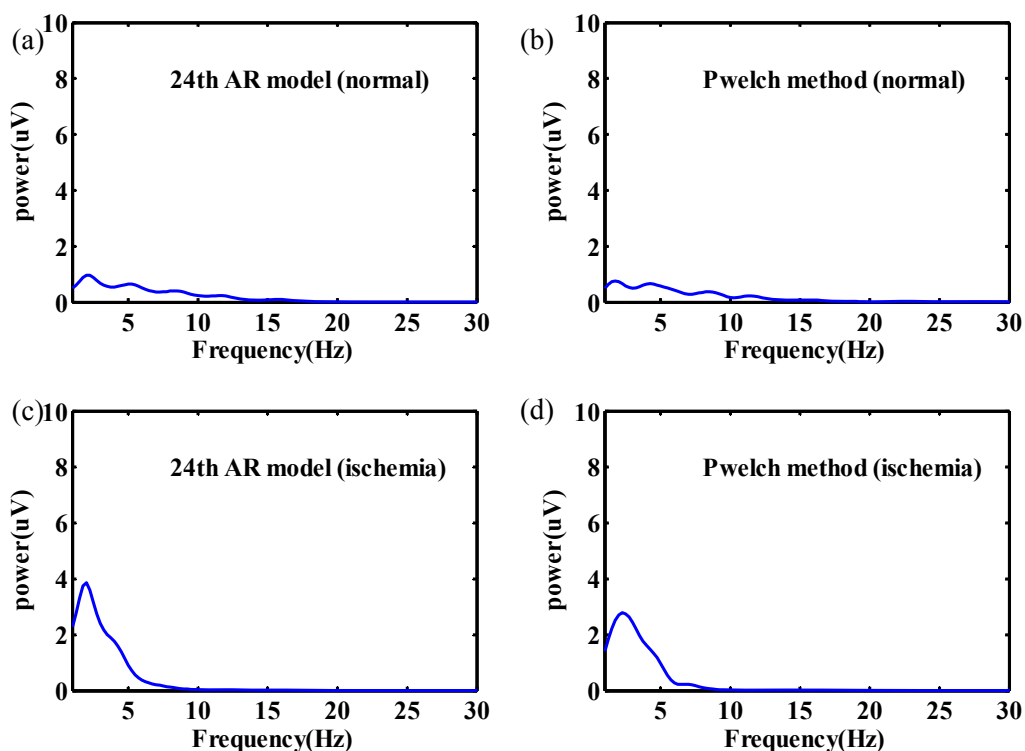 (a)
10
8
6
4
2
0
power(uV)
24th AR model (normal)
5 10 15 20 25 30
Frequency(Hz)
(b)
10
8
6
4
2
0
power(uV)
Pwelch method (normal)
5 10 15 20 25 30
Frequency(Hz)
(c)
10
8
6
4
2
0
power(uV)
24th AR model (ischemia)
5 10 15 20 25 30
Frequency(Hz)
(d)
10
8
6
4
2
0
power(uV)
Pwelch method (ischemia)
5 10 15 20 25 30
Frequency(Hz)